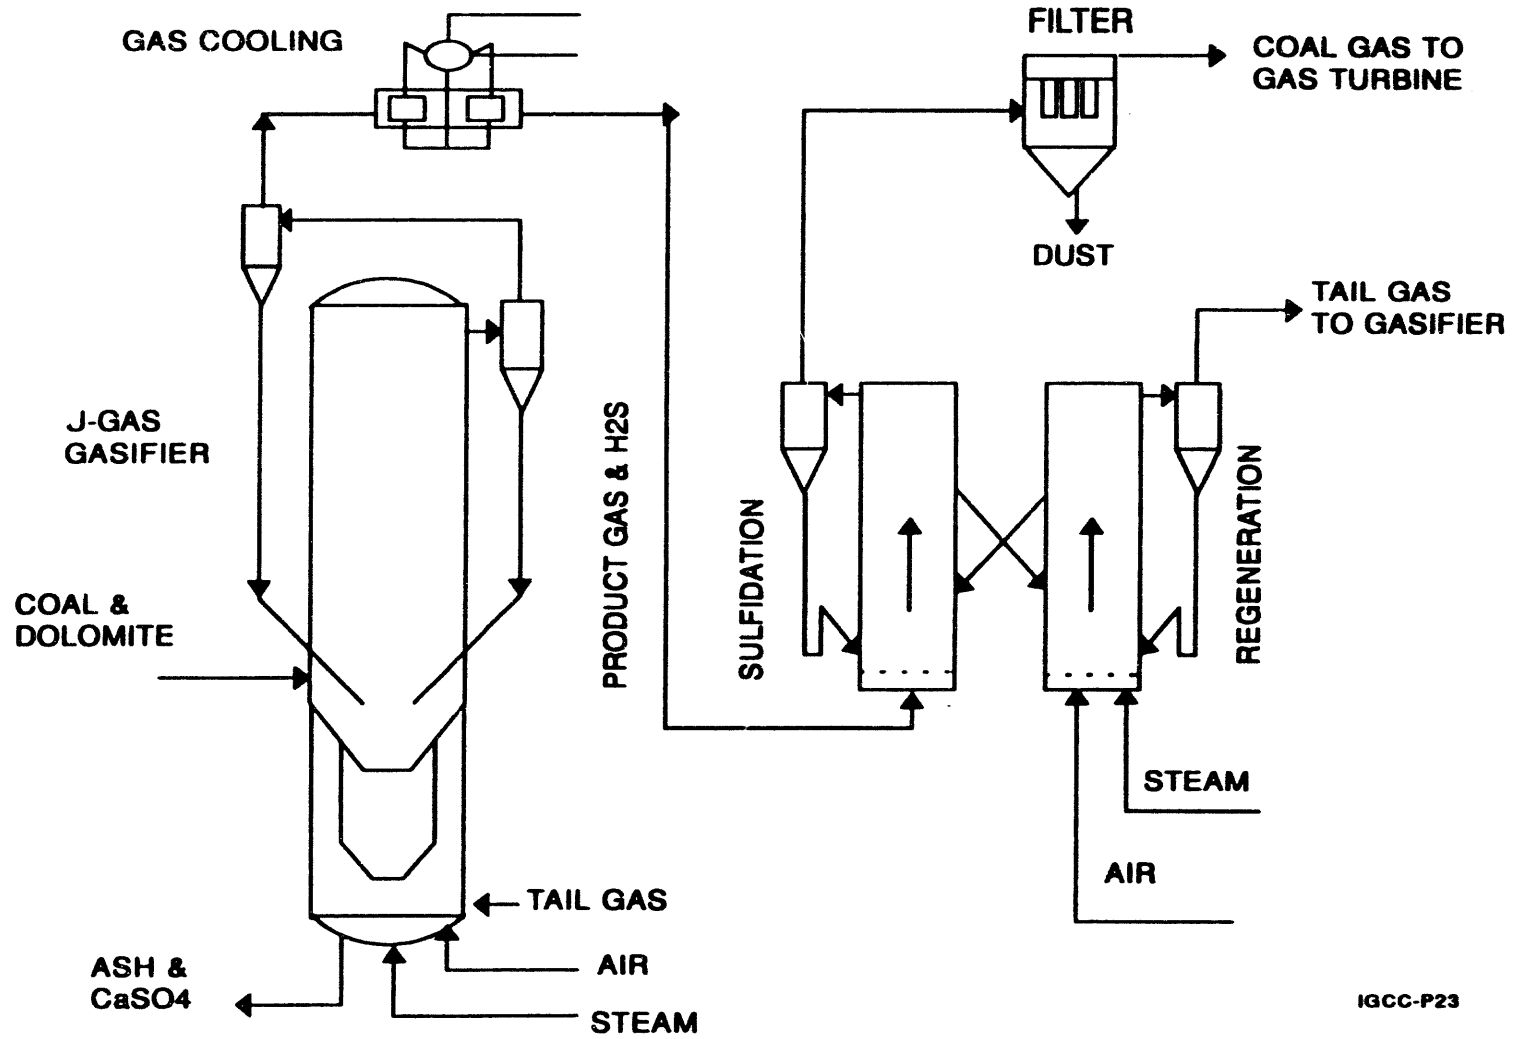 GAS COOLING
FILTER
COAL GAS TO
GAS TURBINE
DUST
TAIL GAS
TO GASIFIER
J-GAS
GASIFIER
PRODUCT GAS & H2S
SULFIDATION
REGENERATION
COAL &
DOLOMITE
STEAM
AIR
TAIL GAS
ASH &
CaSO4
AIR
STEAM
IGCC-P23